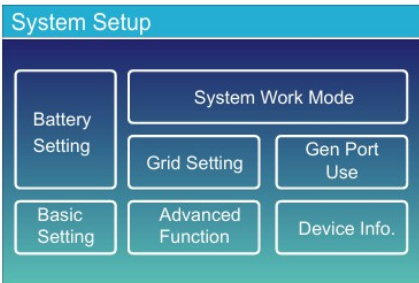 System Setup
Battery
Setting
System Work Mode
Grid Setting
Gen Port
Use
Basic
Setting
Advanced
Function
Device Info.